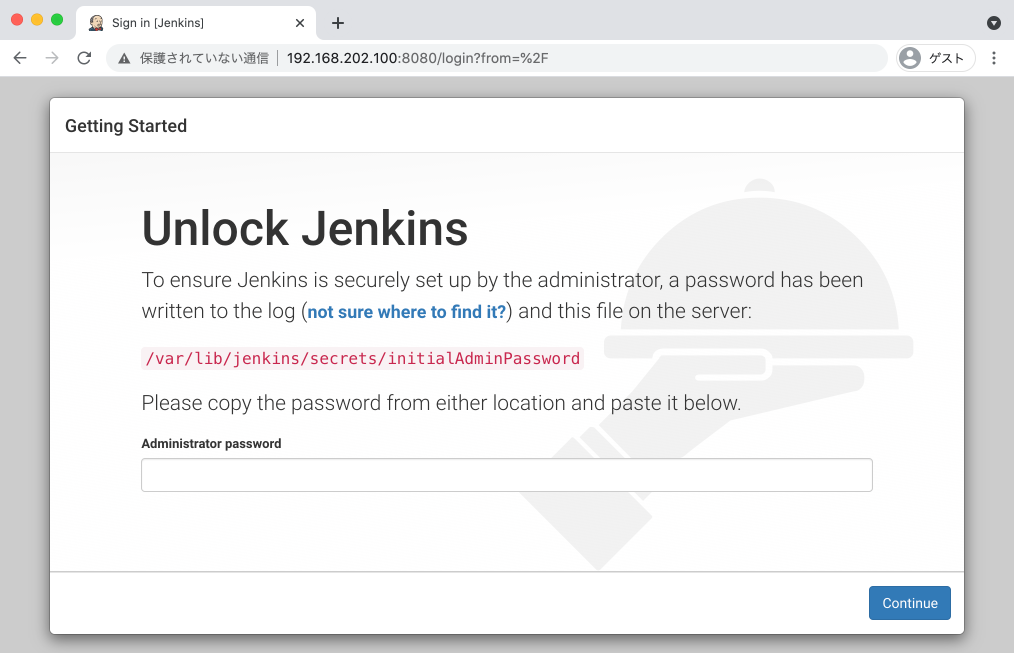 Sign in [Jenkins]
保護されていない通信 192.168.202.100:8080/login?from=%2F ゲスト
Getting Started
Unlock Jenkins
To ensure Jenkins is securely set up by the administrator, a password has been
written to the log (not sure where to find it?) and this file on the server:
/var/lib/jenkins/secrets/initialAdminPassword
Please copy the password from either location and paste it below.
Administrator password
Continue